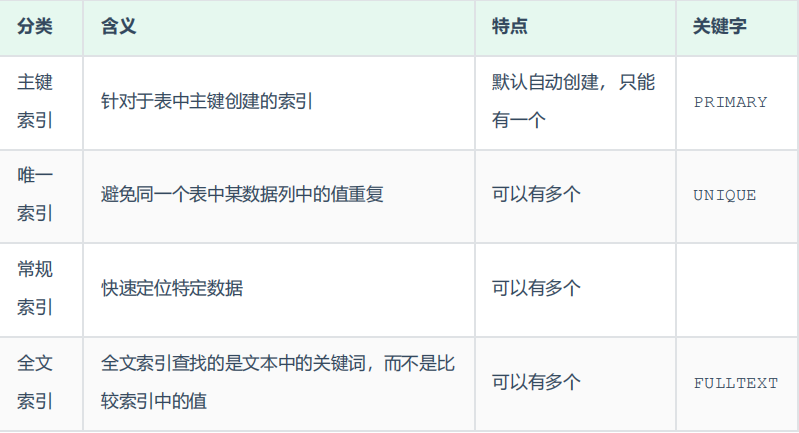 分类 含义 特点 关键字
主键
索引
针对于表中主键创建的索引
默认自动创建，只能
有一个
PRIMARY
唯一
索引
避免同一个表中某数据列中的值重复
可以有多个
UNIQUE
常规
索引
快速定位特定数据
可以有多个
全文
索引
全文索引查找的是文本中的关键词，而不是比
较索引中的值
可以有多个
FULLTEXT